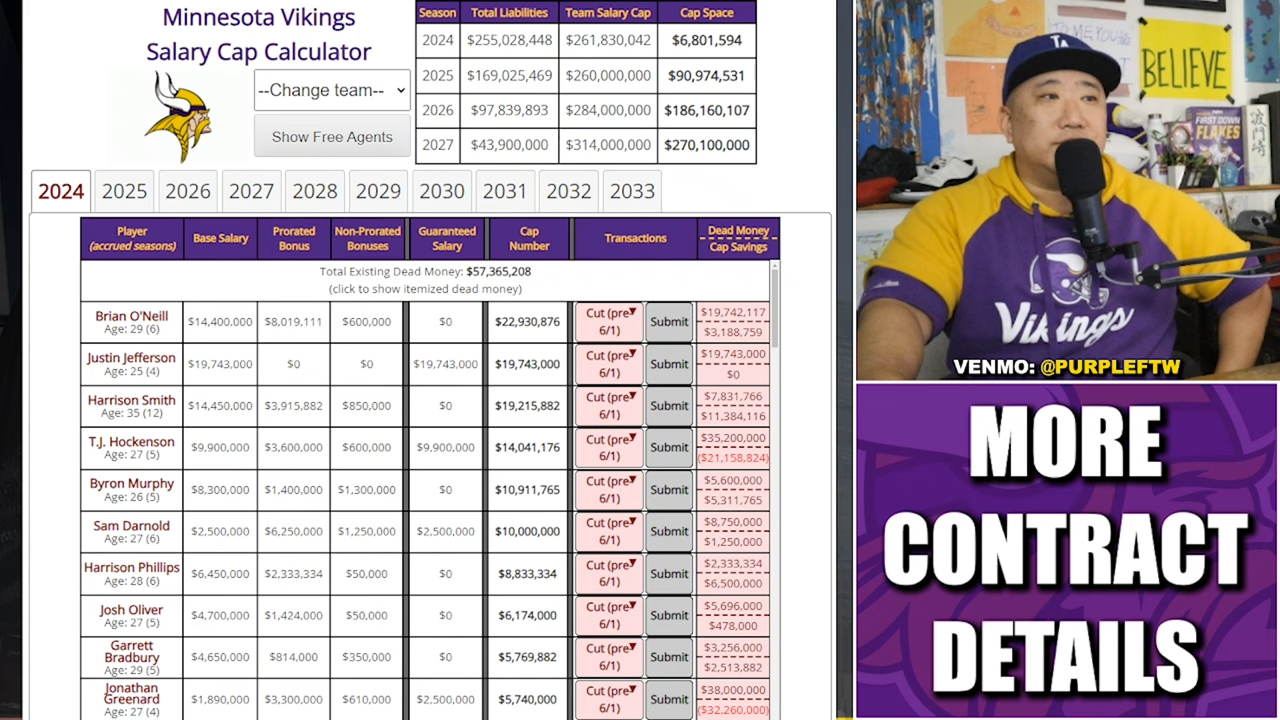 Minnesota Vikings
Salary Cap Calculator
--Change team--
Show Free Agents
Season Total Liabilities Team Salary Cap Cap Space
2024 $255,028,448 $261,830,042 $6,801,594
2025 $169,025,469 $260,000,000 $90,974,531
2026 $97,839,893 $284,000,000 $186,160,107
2027 $43,900,000 $314,000,000 $270,100,000
2024 2025 2026 2027 2028 2029 2030 2031 2032 2033
Player (accrued seasons) Base Salary Prorated Bonus Non-Prorated Bonuses Guaranteed Salary Cap Number Transactions Dead Money Cap Savings
Total Existing Dead Money: $57,365,208
(click to show itemized dead money)
Brian O'Neill Age: 29 (6) $14,400,000 $8,019,111 $600,000 $0 $22,930,876 Cut (pre 6/1) Submit $19,742,117 $3,188,759
Justin Jefferson Age: 25 (4) $19,743,000 $0 $0 $19,743,000 $19,743,000 Cut (pre 6/1) Submit $19,743,000 $0
Harrison Smith Age: 35 (12) $14,450,000 $3,915,882 $850,000 $0 $19,215,882 Cut (pre 6/1) Submit $7,831,766 $11,384,116
T.J. Hockenson Age: 27 (5) $9,900,000 $3,600,000 $600,000 $9,900,000 $14,041,176 Cut (pre 6/1) Submit $35,200,000 ($21,158,824)
Byron Murphy Age: 26 (5) $8,300,000 $1,400,000 $1,300,000 $0 $10,911,765 Cut (pre 6/1) Submit $5,600,000 $5,311,765
Sam Darnold Age: 27 (6) $2,500,000 $6,250,000 $1,250,000 $2,500,000 $10,000,000 Cut (pre 6/1) Submit $8,750,000 $1,250,000
Harrison Phillips Age: 28 (6) $6,450,000 $2,333,334 $50,000 $0 $8,833,334 Cut (pre 6/1) Submit $2,333,334 $6,500,000
Josh Oliver Age: 27 (5) $4,700,000 $1,424,000 $50,000 $0 $6,174,000 Cut (pre 6/1) Submit $5,696,000 $478,000
Garrett Bradbury Age: 29 (5) $4,650,000 $814,000 $350,000 $0 $5,769,882 Cut (pre 6/1) Submit $3,256,000 $2,513,882
Jonathan Greenard Age: 27 (4) $1,890,000 $3,300,000 $610,000 $2,500,000 $5,740,000 Cut (pre 6/1) Submit $38,000,000 ($32,260,000)
BELIEVE
FIRST DOWN
FLAKES
LA
Vikings
VENMO: @PURPLEFTW
MORE
CONTRACT
DETAILS